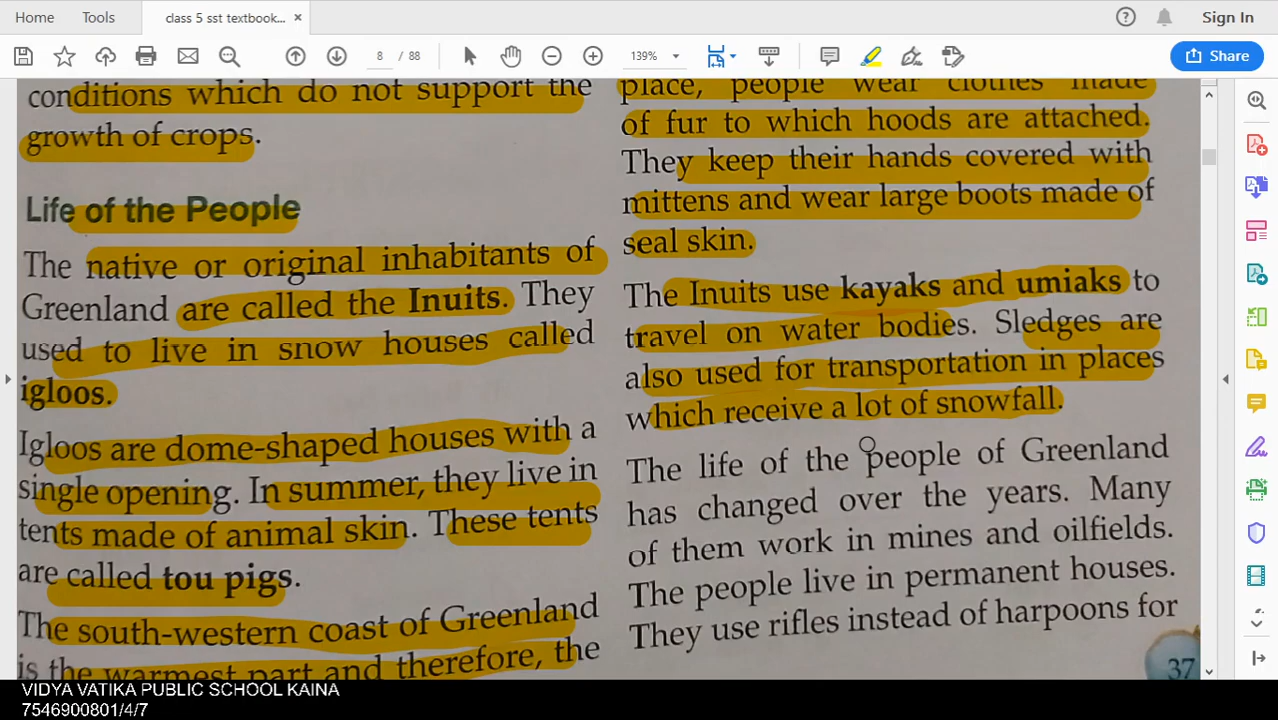 Home
Tools
class 5 sst textbook...
Sign In
8 / 88
139%
Share
conditions which do not support the
growth of crops.
Life of the People
The native or original inhabitants of
Greenland are called the Inuits. They
used to live in snow houses called
igloos.
Igloos are dome-shaped houses with a
single opening. In summer, they live in
tents made of animal skin. These tents
are called tou pigs.
The south-western coast of Greenland
is the warmest part and therefore, the
place, people wear clothes made
of fur to which hoods are attached.
They keep their hands covered with
mittens and wear large boots made of
seal skin.
The Inuits use kayaks and umiaks to
travel on water bodies. Sledges are
also used for transportation in places
which receive a lot of snowfall.
The life of the people of Greenland
has changed over the years. Many
of them work in mines and oilfields.
The people live in permanent houses.
They use rifles instead of harpoons for
37
VIDYA VATIKA PUBLIC SCHOOL KAINA
7546900801/4/7